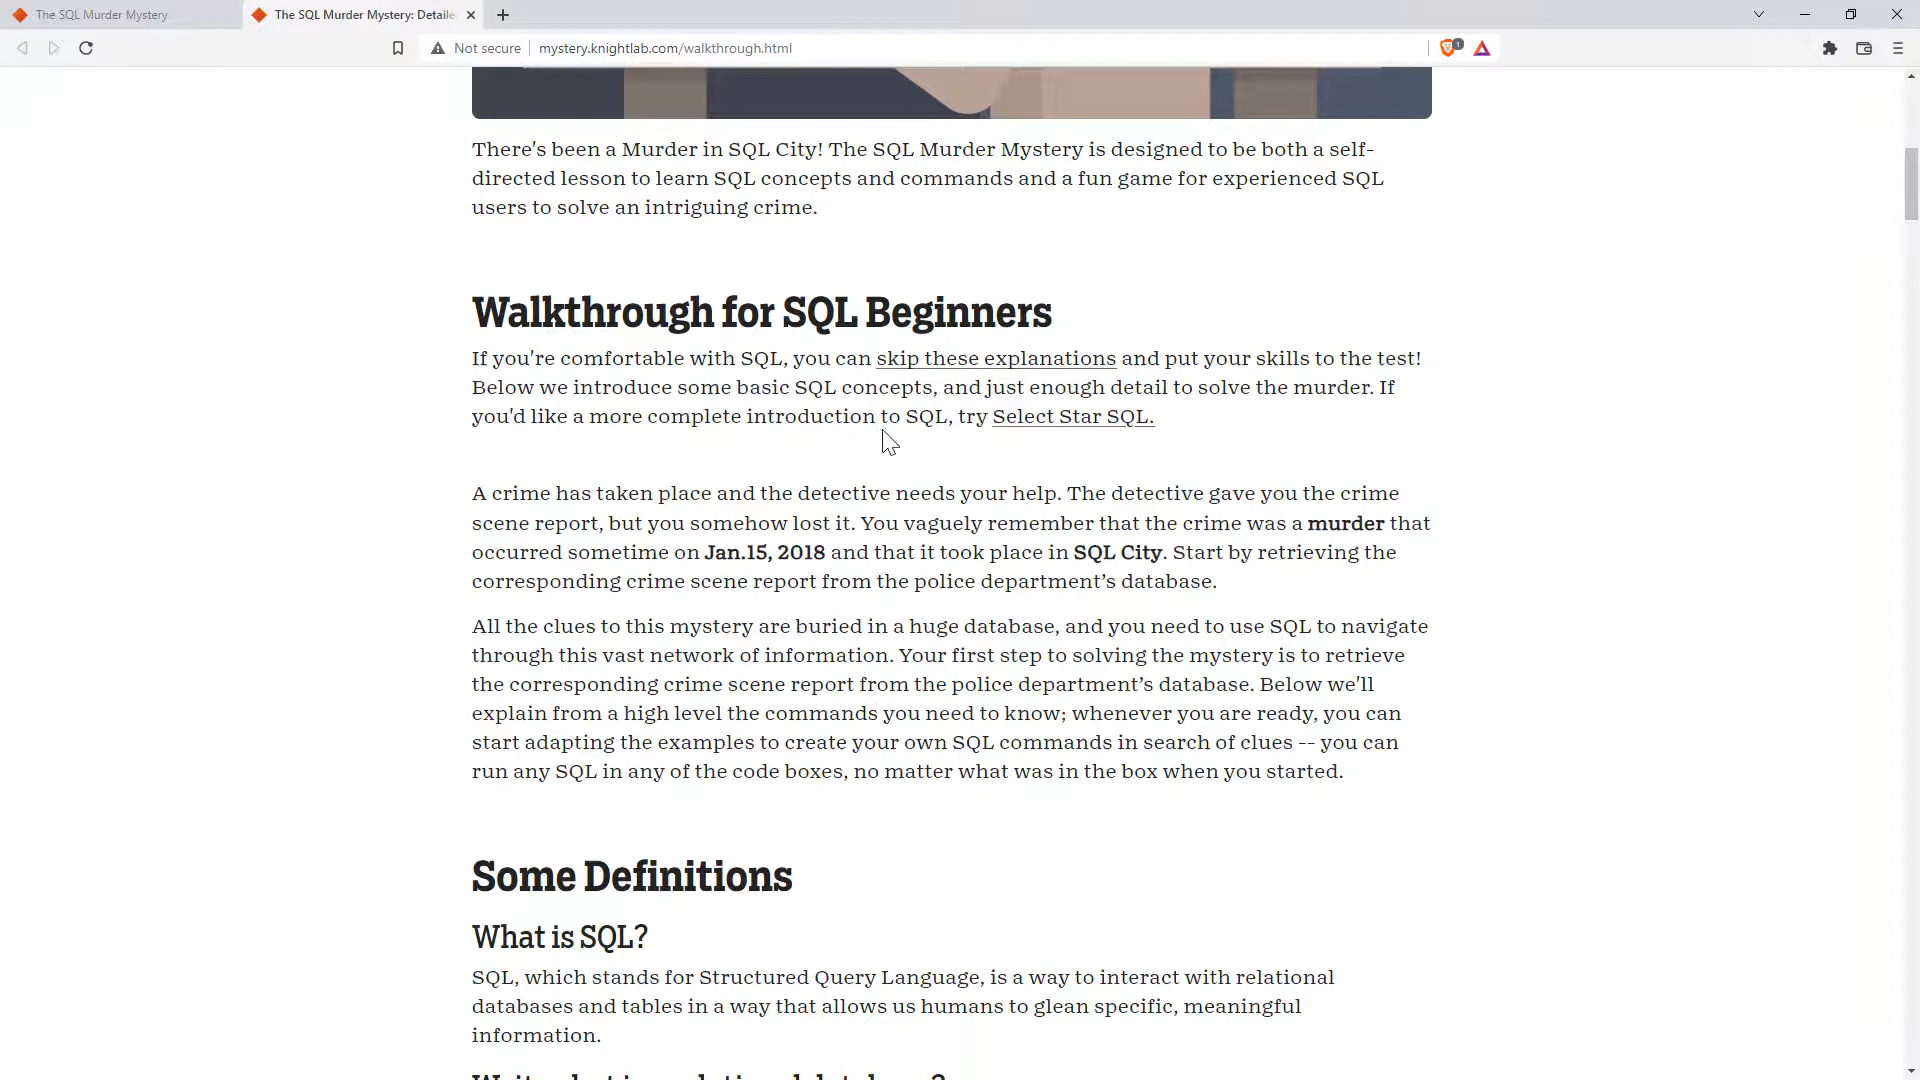 The SQL Murder Mystery
The SQL Murder Mystery: Detaile
Not secure
mystery.knightlab.com/walkthrough.html
1
There's been a Murder in SQL City! The SQL Murder Mystery is designed to be both a self-
directed lesson to learn SQL concepts and commands and a fun game for experienced SQL
users to solve an intriguing crime.
Walkthrough for SQL Beginners
If you're comfortable with SQL, you can skip these explanations and put your skills to the test!
Below we introduce some basic SQL concepts, and just enough detail to solve the murder. If
you'd like a more complete introduction to SQL, try Select Star SQL.
A crime has taken place and the detective needs your help. The detective gave you the crime
scene report, but you somehow lost it. You vaguely remember that the crime was a murder that
occurred sometime on Jan.15, 2018 and that it took place in SQL City. Start by retrieving the
corresponding crime scene report from the police department’s database.
All the clues to this mystery are buried in a huge database, and you need to use SQL to navigate
through this vast network of information. Your first step to solving the mystery is to retrieve
the corresponding crime scene report from the police department’s database. Below we'll
explain from a high level the commands you need to know; whenever you are ready, you can
start adapting the examples to create your own SQL commands in search of clues -- you can
run any SQL in any of the code boxes, no matter what was in the box when you started.
Some Definitions
What is SQL?
SQL, which stands for Structured Query Language, is a way to interact with relational
databases and tables in a way that allows us humans to glean specific, meaningful
information.